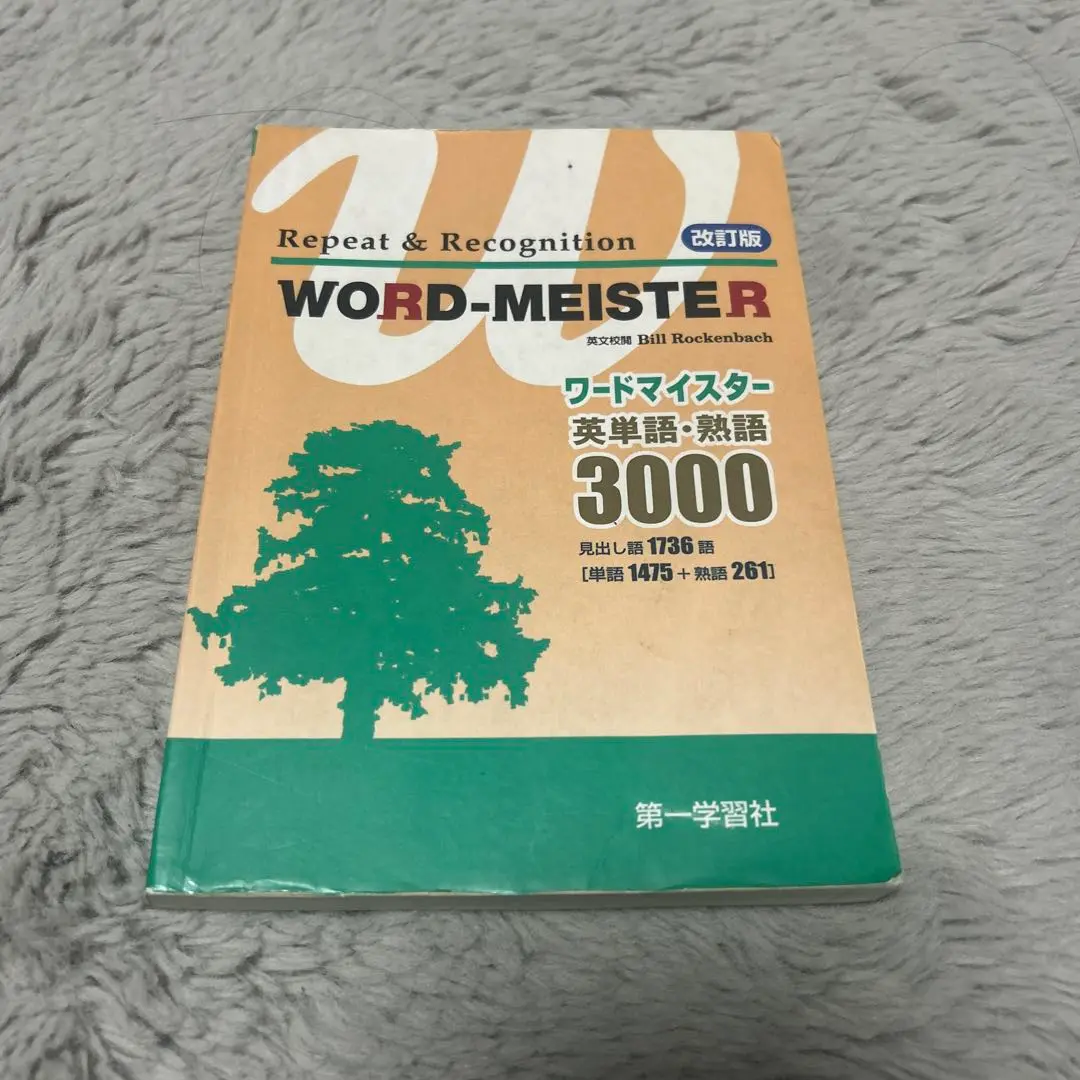 Repeat & Recognition 改訂版
WORD-MEISTER
英文校閲 Bill Rockenbach
ワードマイスター
英単語・熟語
3000
見出し語 1736 語
[単語 1475 + 熟語 261]
第一学習社